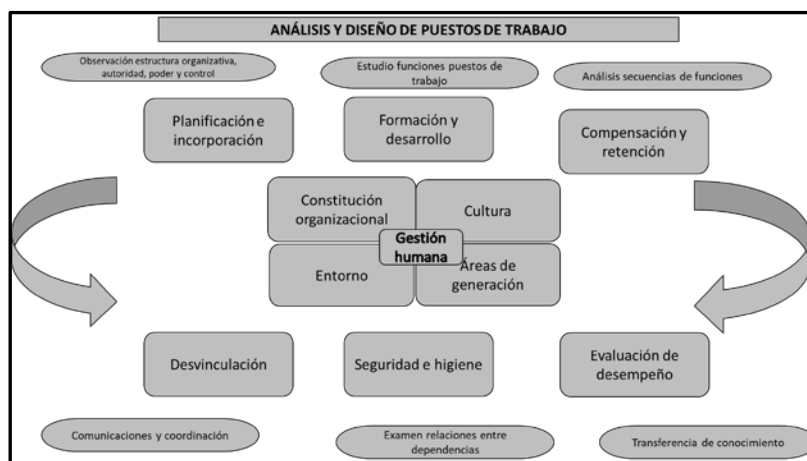 ANÁLISIS Y DISEÑO DE PUESTOS DE TRABAJO
Observación estructura organizativa,
autoridad, poder y control
Estudio funciones puestos de
trabajo
Análisis secuencias de funciones
Planificación e
incorporación
Formación y
desarrollo
Compensación y
retención
Constitución
organizacional
Cultura
Gestión
humana
Entorno
Áreas de
generación
Desvinculación
Seguridad e higiene
Evaluación de
desempeño
Comunicaciones y coordinación
Examen relaciones entre
dependencias
Transferencia de conocimiento